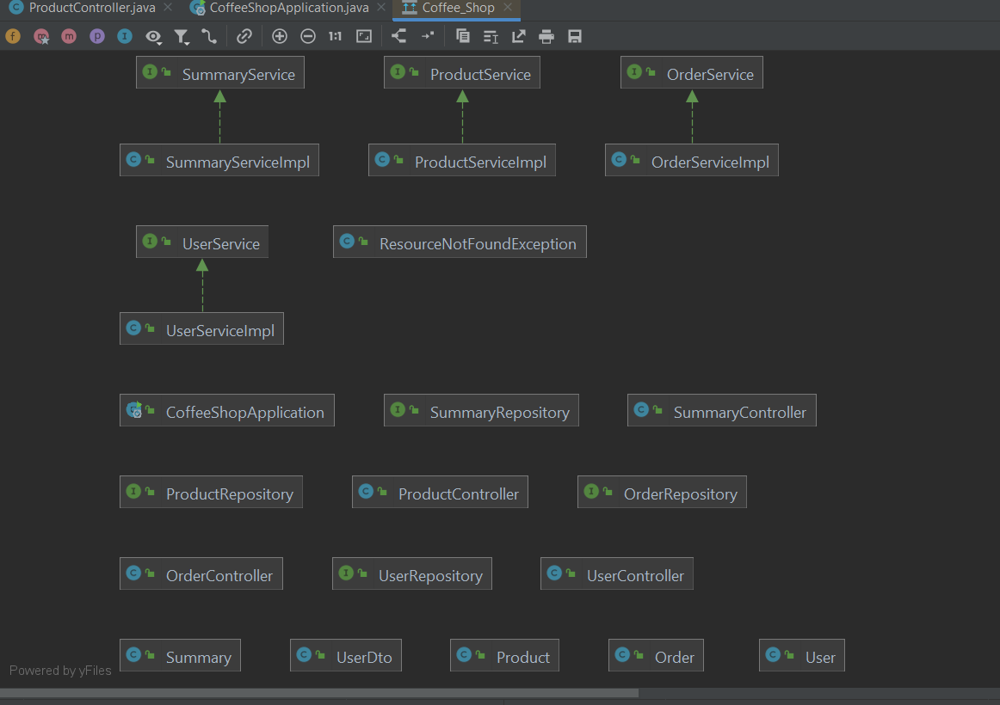 ProductController.java CoffeeShopApplication.java Coffee_Shop
f m m p I 1:1
I SummaryService I ProductService I OrderService
C SummaryServiceImpl C ProductServiceImpl C OrderServiceImpl
I UserService C ResourceNotFoundException
C UserServiceImpl
CoffeeShopApplication I SummaryRepository C SummaryController
I ProductRepository C ProductController I OrderRepository
C OrderController I UserRepository C UserController
C Summary C UserDto C Product C Order C User
Powered by yFiles